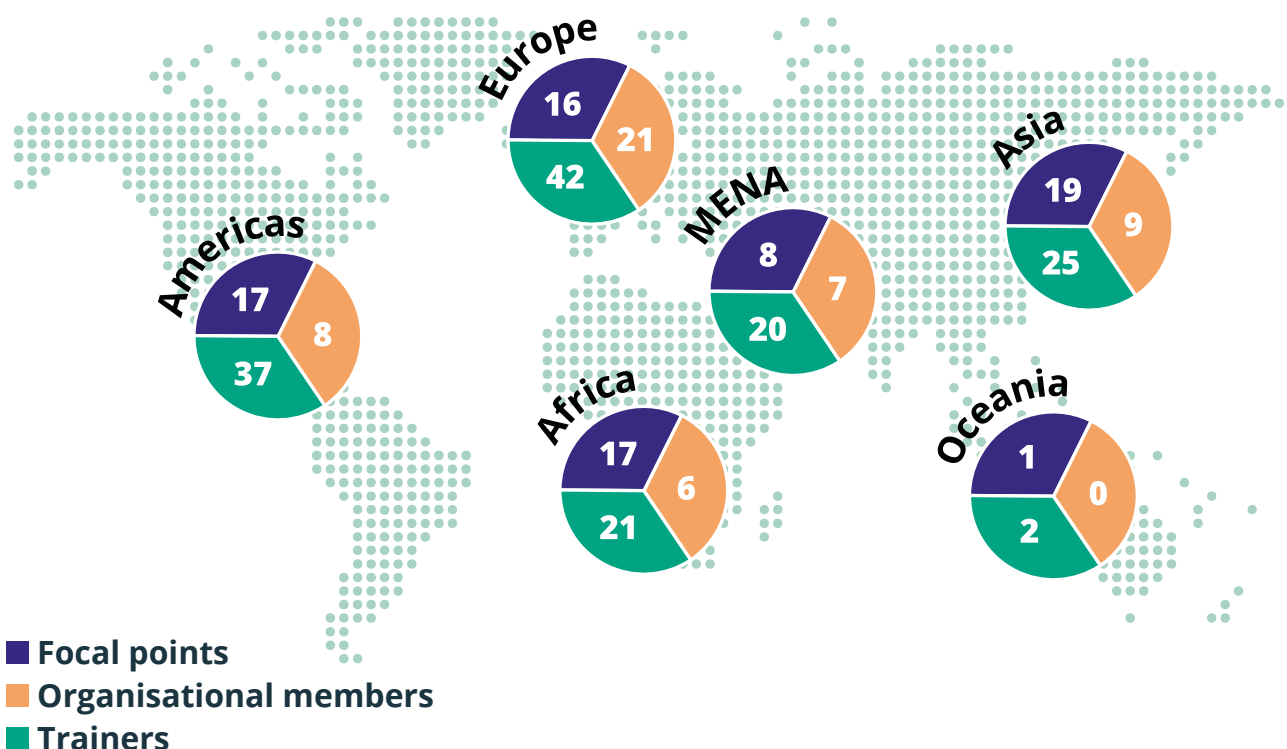 Europe
16
21
42
Asia
19
9
25
MENA
8
7
20
Americas
17
8
37
Africa
17
6
21
Oceania
1
0
2
Focal points
Organisational members
Trainers